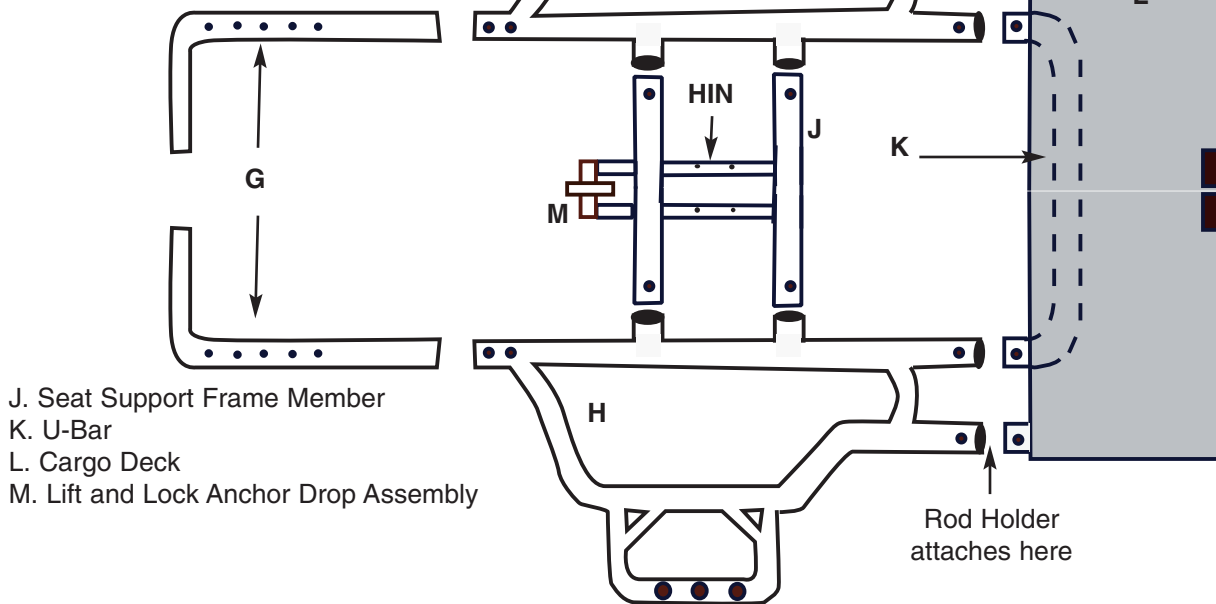 HIN
J
K
G
M
J. Seat Support Frame Member
K. U-Bar
H
L. Cargo Deck
M. Lift and Lock Anchor Drop Assembly
Rod Holder
attaches here